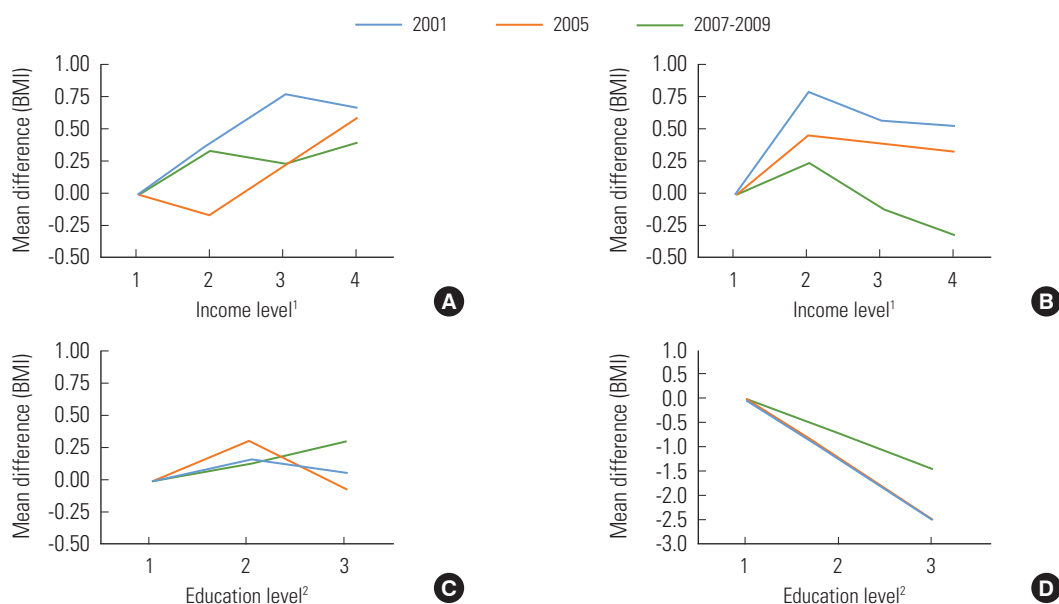 2001 2005 2007-2009
Mean difference (BMI)
1.00
0.75
0.50
0.25
0.00
-0.25
-0.50
1 2 3 4
Income level¹
A
Mean difference (BMI)
1.00
0.75
0.50
0.25
0.00
-0.25
-0.50
1 2 3 4
Income level¹
B
Mean difference (BMI)
1.00
0.75
0.50
0.25
0.00
-0.25
-0.50
1 2 3
Education level²
C
Mean difference (BMI)
1.0
0.5
0.0
-0.5
-1.0
-1.5
-2.0
-2.5
-3.0
1 2 3
Education level²
D